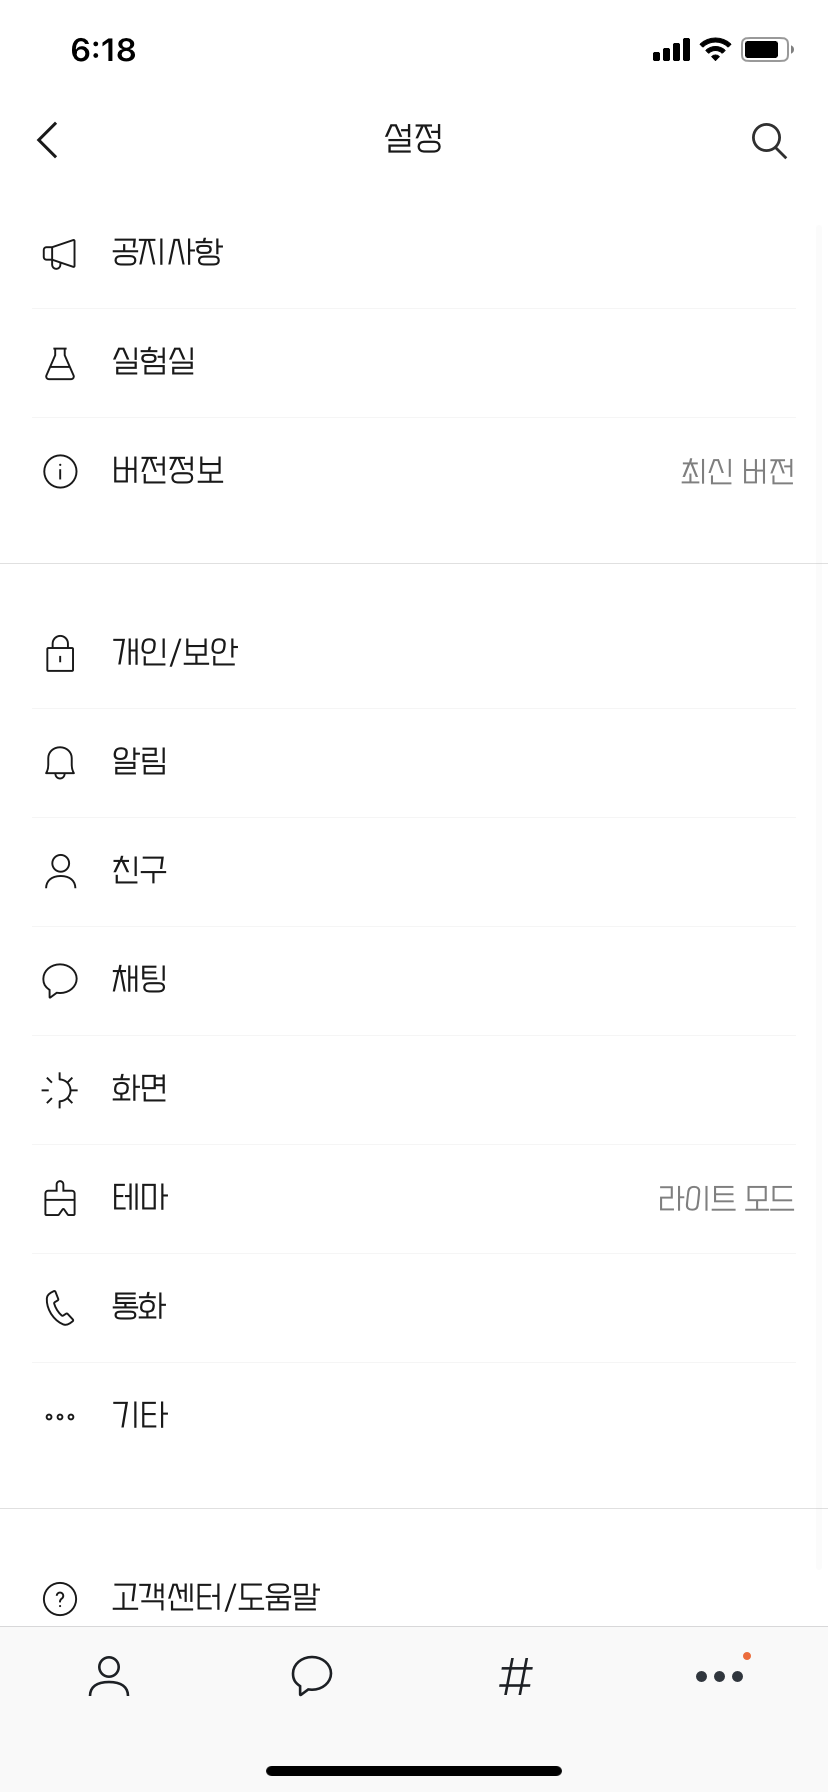 6:18
설정
공지사항
실험실
버전정보 최신 버전
개인/보안
알림
친구
채팅
화면
테마 라이트 모드
통화
기타
고객센터/도움말
#